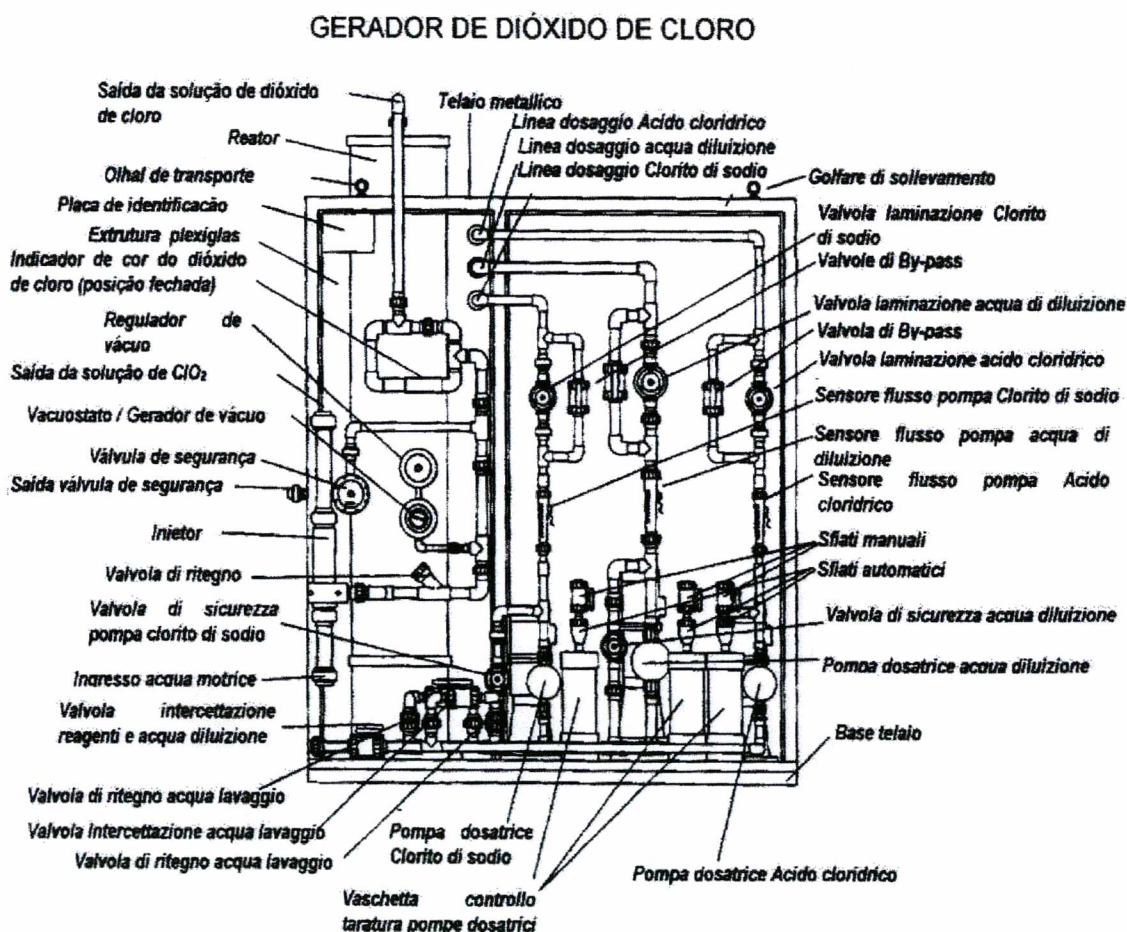 GERADOR DE DIÓXIDO DE CLORO
Saída da solução de dióxido
de cloro
Reator
Olhal de transporte
Placa de identificacão
Extrutura plexiglas
Indicador de cor do dióxido
de cloro (posição fechada)
Regulador de
vácuo
Saída da solução de ClO₂
Vacuostato / Gerador de vácuo
Válvula de segurança
Saída válvula de segurança
Injetor
Valvola di ritegno
Valvola di sicurezza
pompa clorito di sodio
Ingresso acqua motrice
Valvola intercettazione
reagenti e acqua diluizione
Valvola di ritegno acqua lavaggio
Valvola Intercettazione acqua lavaggio
Valvola di ritegno acqua lavaggio
Telaio metallico
Linea dosaggio Acido cloridrico
Linea dosaggio acqua diluizione
Linea dosaggio Clorito di sodio
Golfare di sollevamento
Valvola laminazione Clorito
di sodio
Valvole di By-pass
Valvola laminazione acqua di diluizione
Valvola di By-pass
Valvola laminazione acido cloridrico
Sensore flusso pompa Clorito di sodio
Sensore flusso pompa acqua di
diluizione
Sensore flusso pompa Acido
cloridrico
Sfiati manuali
Sfiati automatici
Valvola di sicurezza acqua diluizione
Pompa dosatrice acqua diluizione
Base telaio
Pompa dosatrice
Clorito di sodio
Pompa dosatrice Acido cloridrico
Vaschetta controllo
taratura pompe dosatrici